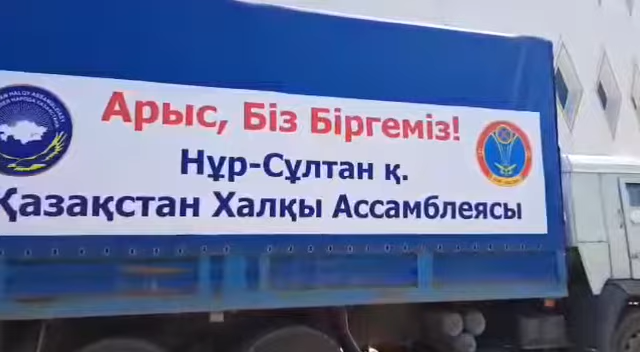 Арыс, Біз Біргеміз!
Нұр-Сұлтан қ.
Қазақстан Халқы Ассамблеясы